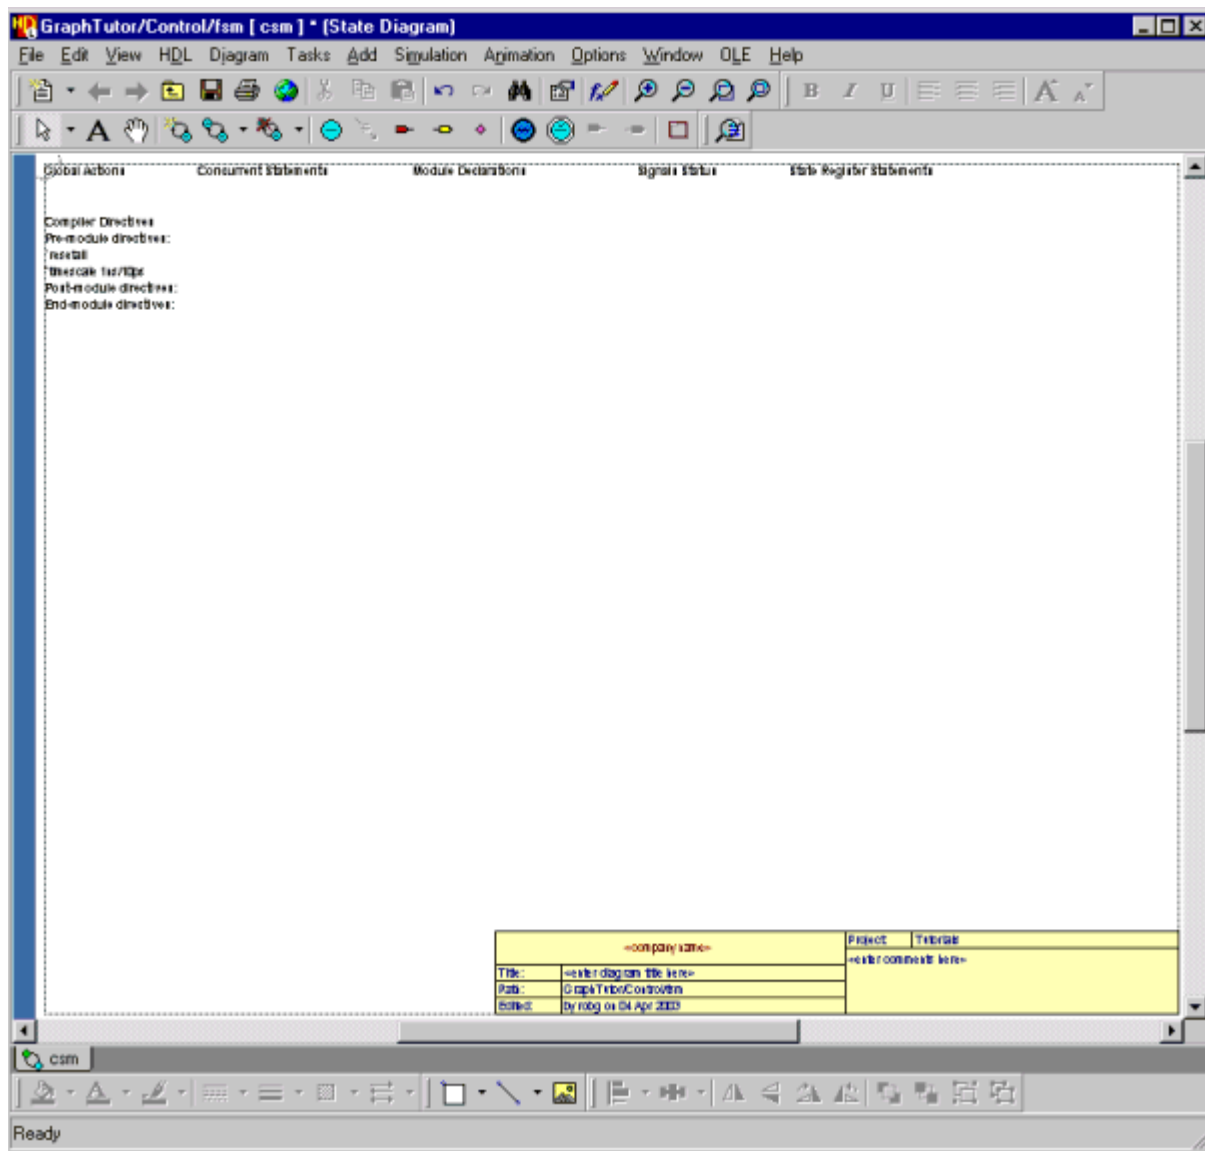 GraphTutor/Control/fsm [ csm ] * (State Diagram)
File Edit View HDL Diagram Tasks Add Simulation Animation Options Window OLE Help
A B I U A A
Global Actions Concurrent Statements Module Declarations Signals Status State Register Statements
Compiler Directives
Pre-module directives:
`resetall
`timescale 1ns/10ps
Post-module directives:
End-module directives:
<company name> Project: Tutorials
<enter comments here>
Title: <enter diagram title here>
Path: GraphTutor/Control/fsm
Edited: by robg on 04 Apr 2003
csm
A
Ready